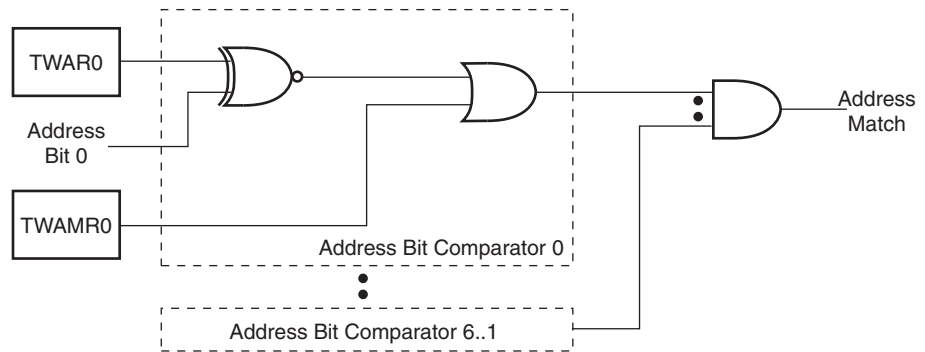 TWAR0
Address
Bit 0
TWAMR0
Address Bit Comparator 0
Address Bit Comparator 6..1
Address
Match